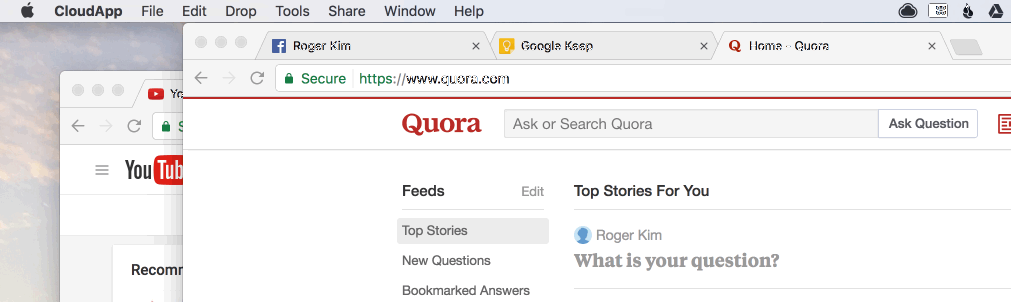 CloudApp File Edit Drop Tools Share Window Help
Roger Kim Google Keep Home - Quora
Secure https://www.quora.com
YouTub
Recomm
Quora Ask or Search Quora Ask Question
Feeds Edit Top Stories For You
Top Stories Roger Kim
New Questions What is your question?
Bookmarked Answers